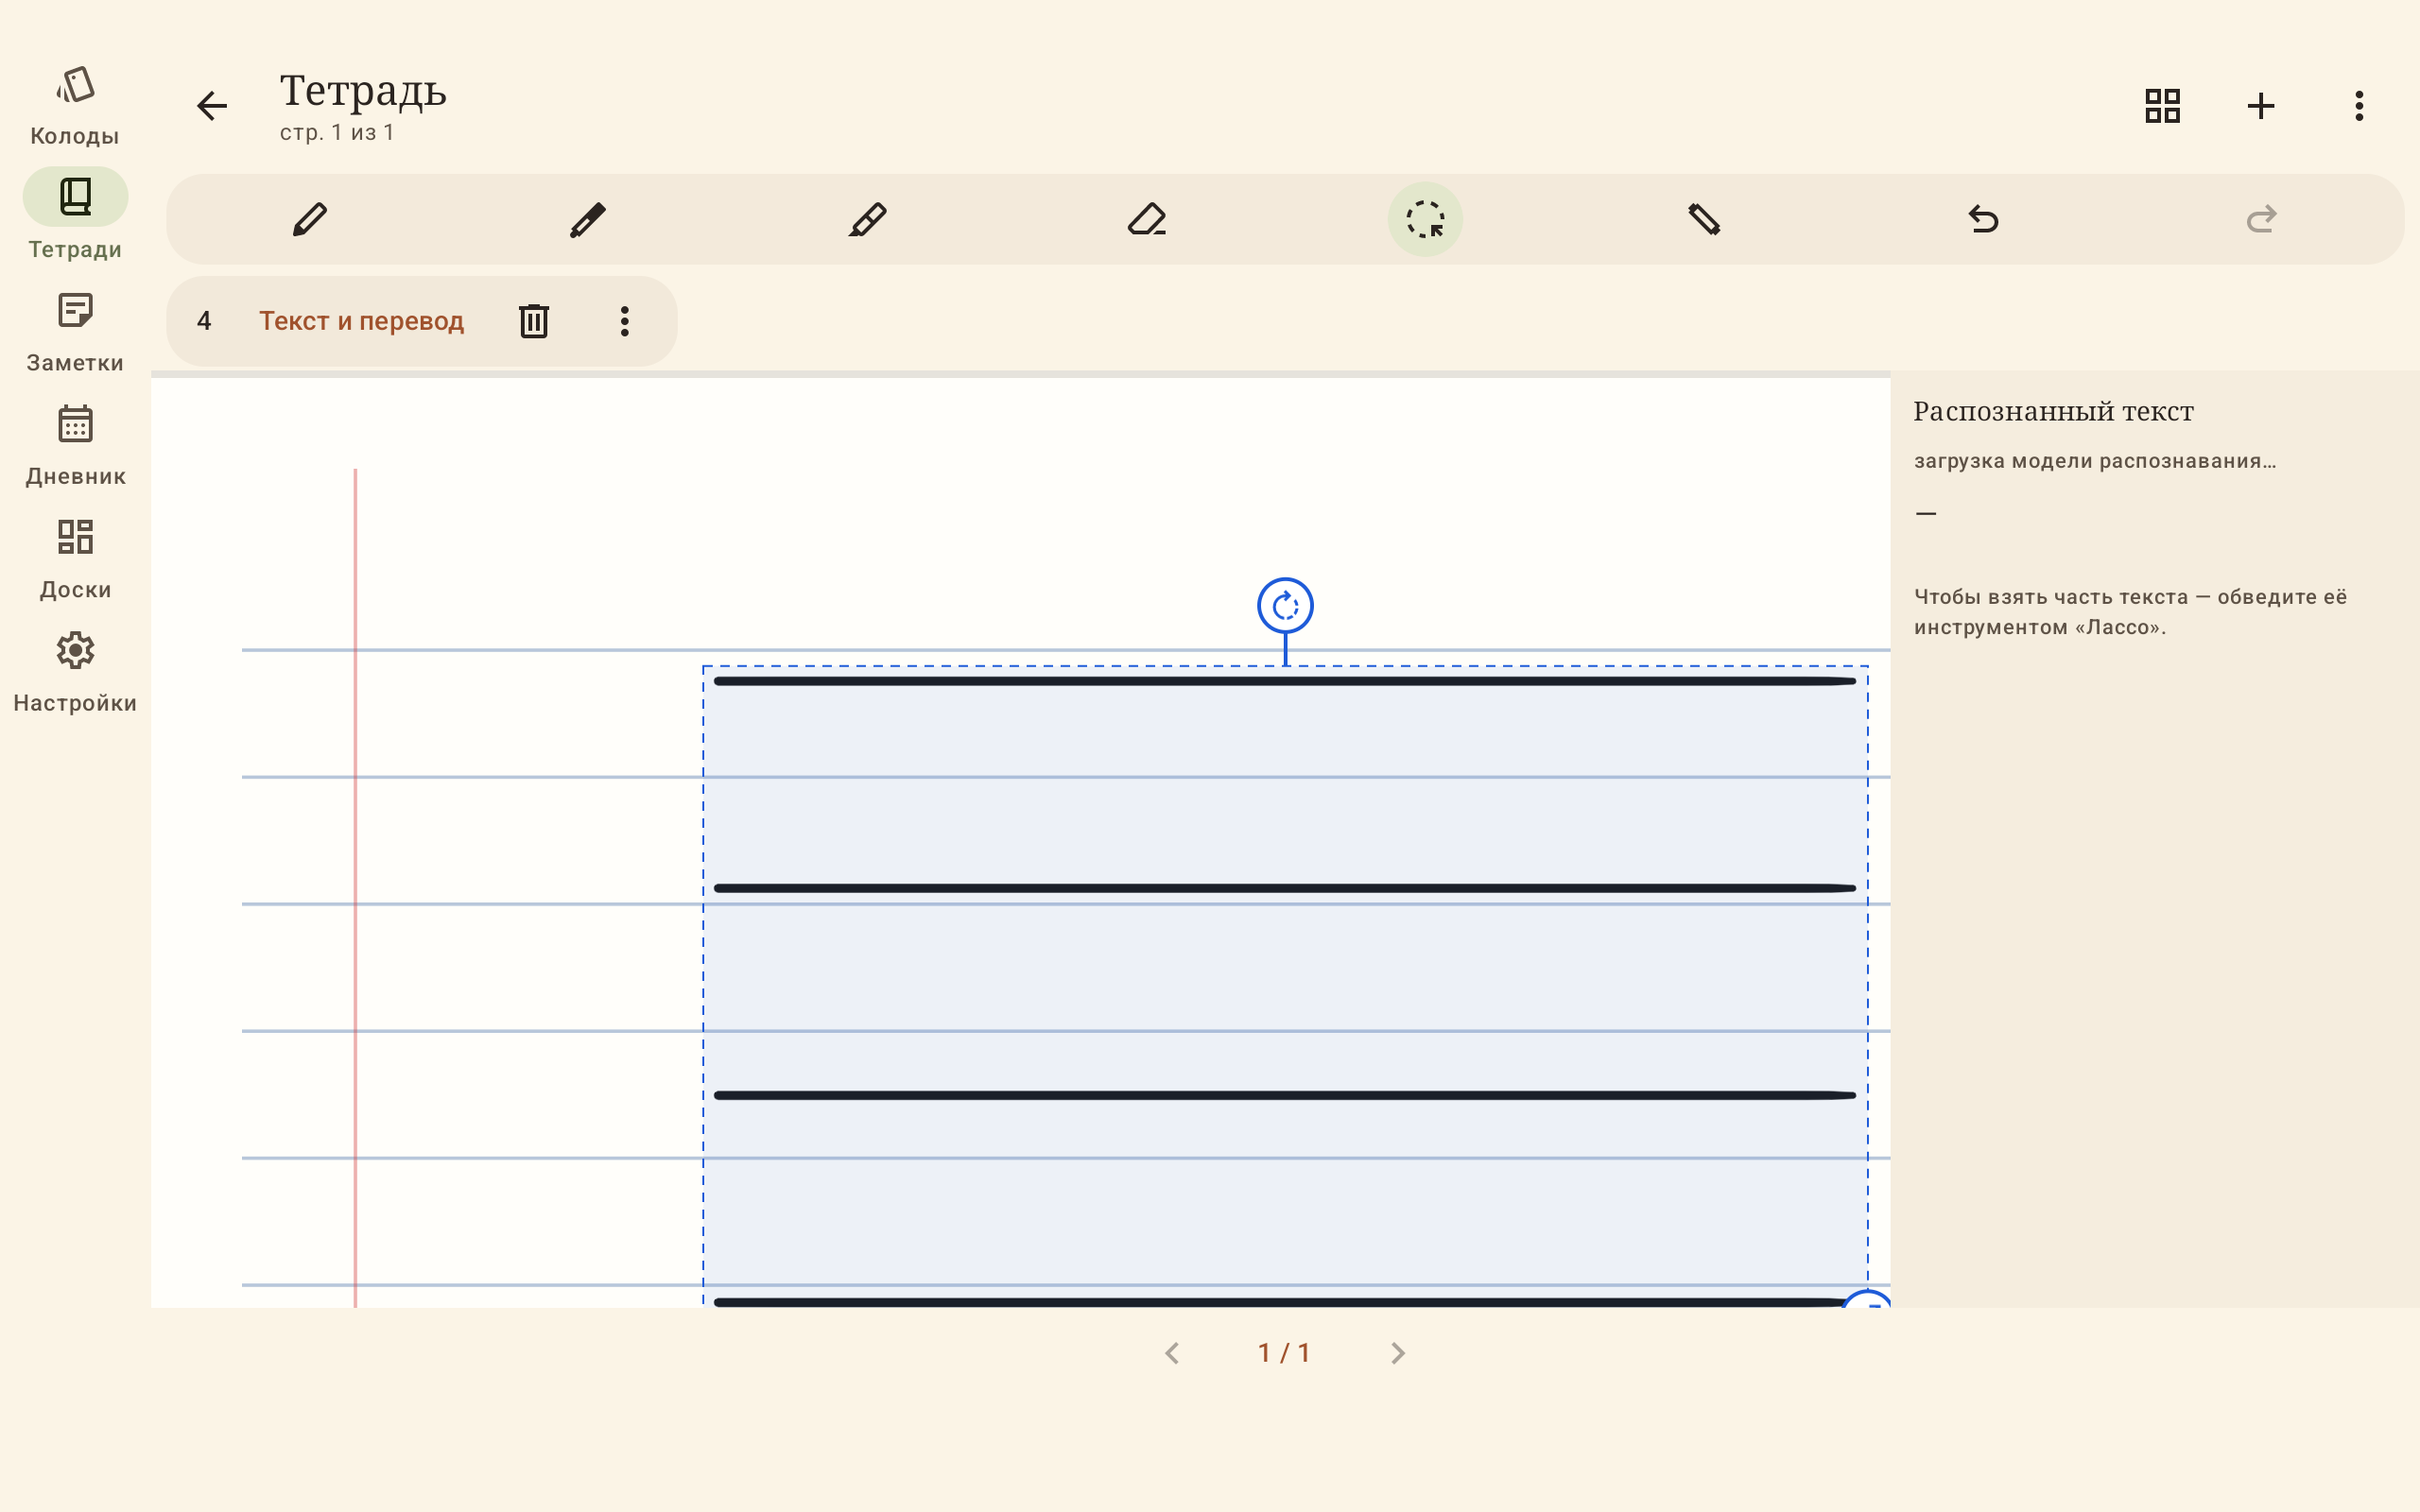 Колоды
Тетради
Заметки
Дневник
Доски
Настройки
Тетрадь
стр. 1 из 1
4 Текст и перевод
Распознанный текст
загрузка модели распознавания…
—
Чтобы взять часть текста — обведите её
инструментом «Лассо».
1 / 1